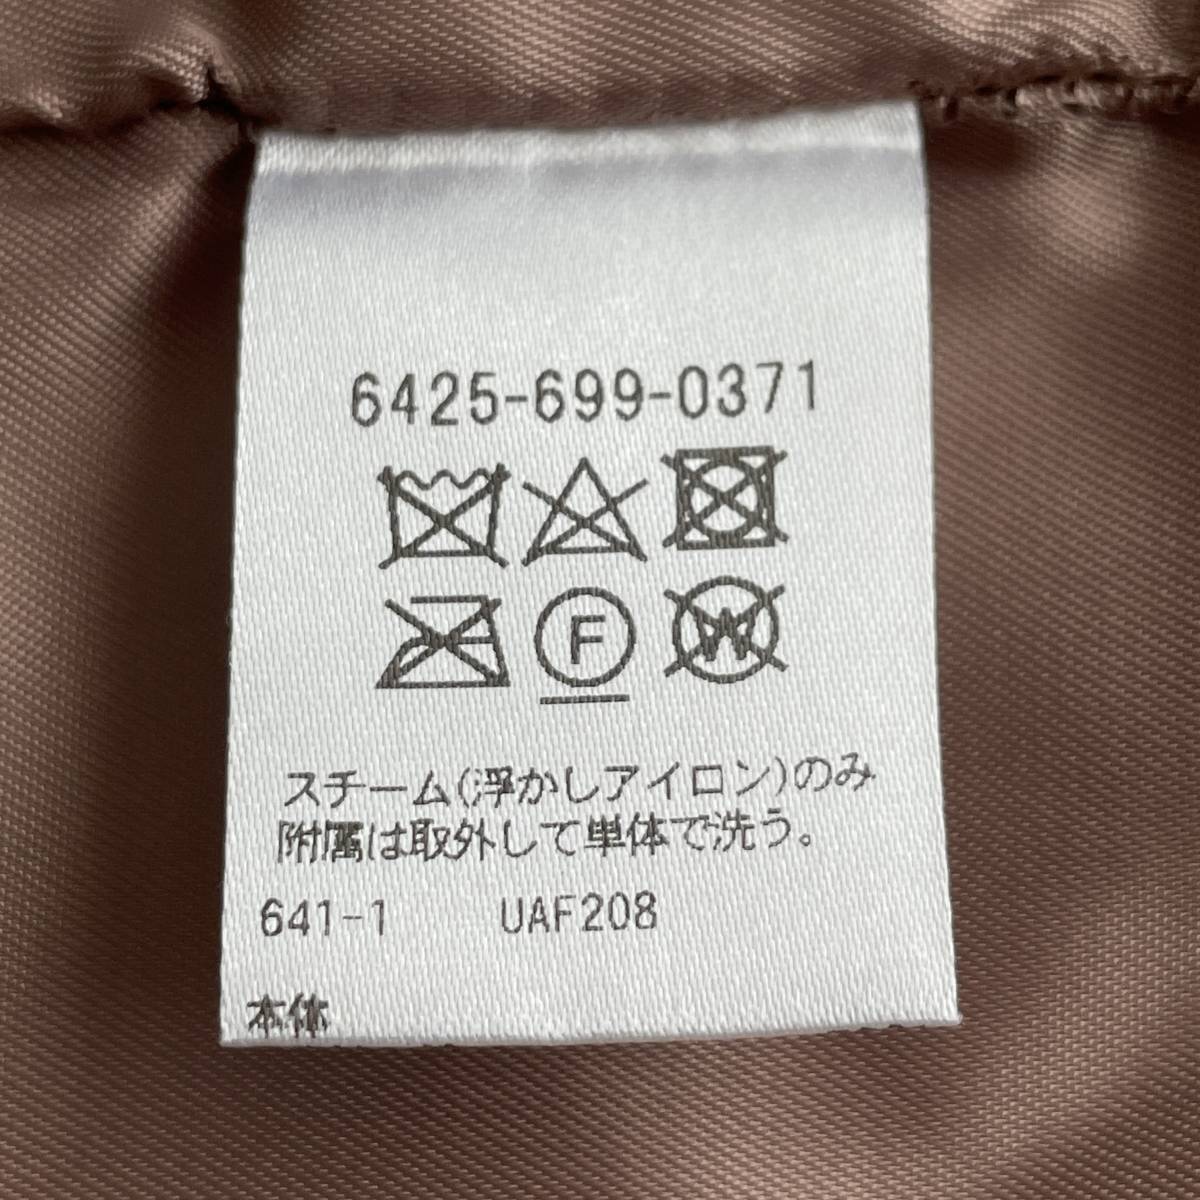 6425-699-0371
F
W
スチーム(浮かしアイロン)のみ
附属は取外して単体で洗う。
641-1 UAF208
本体